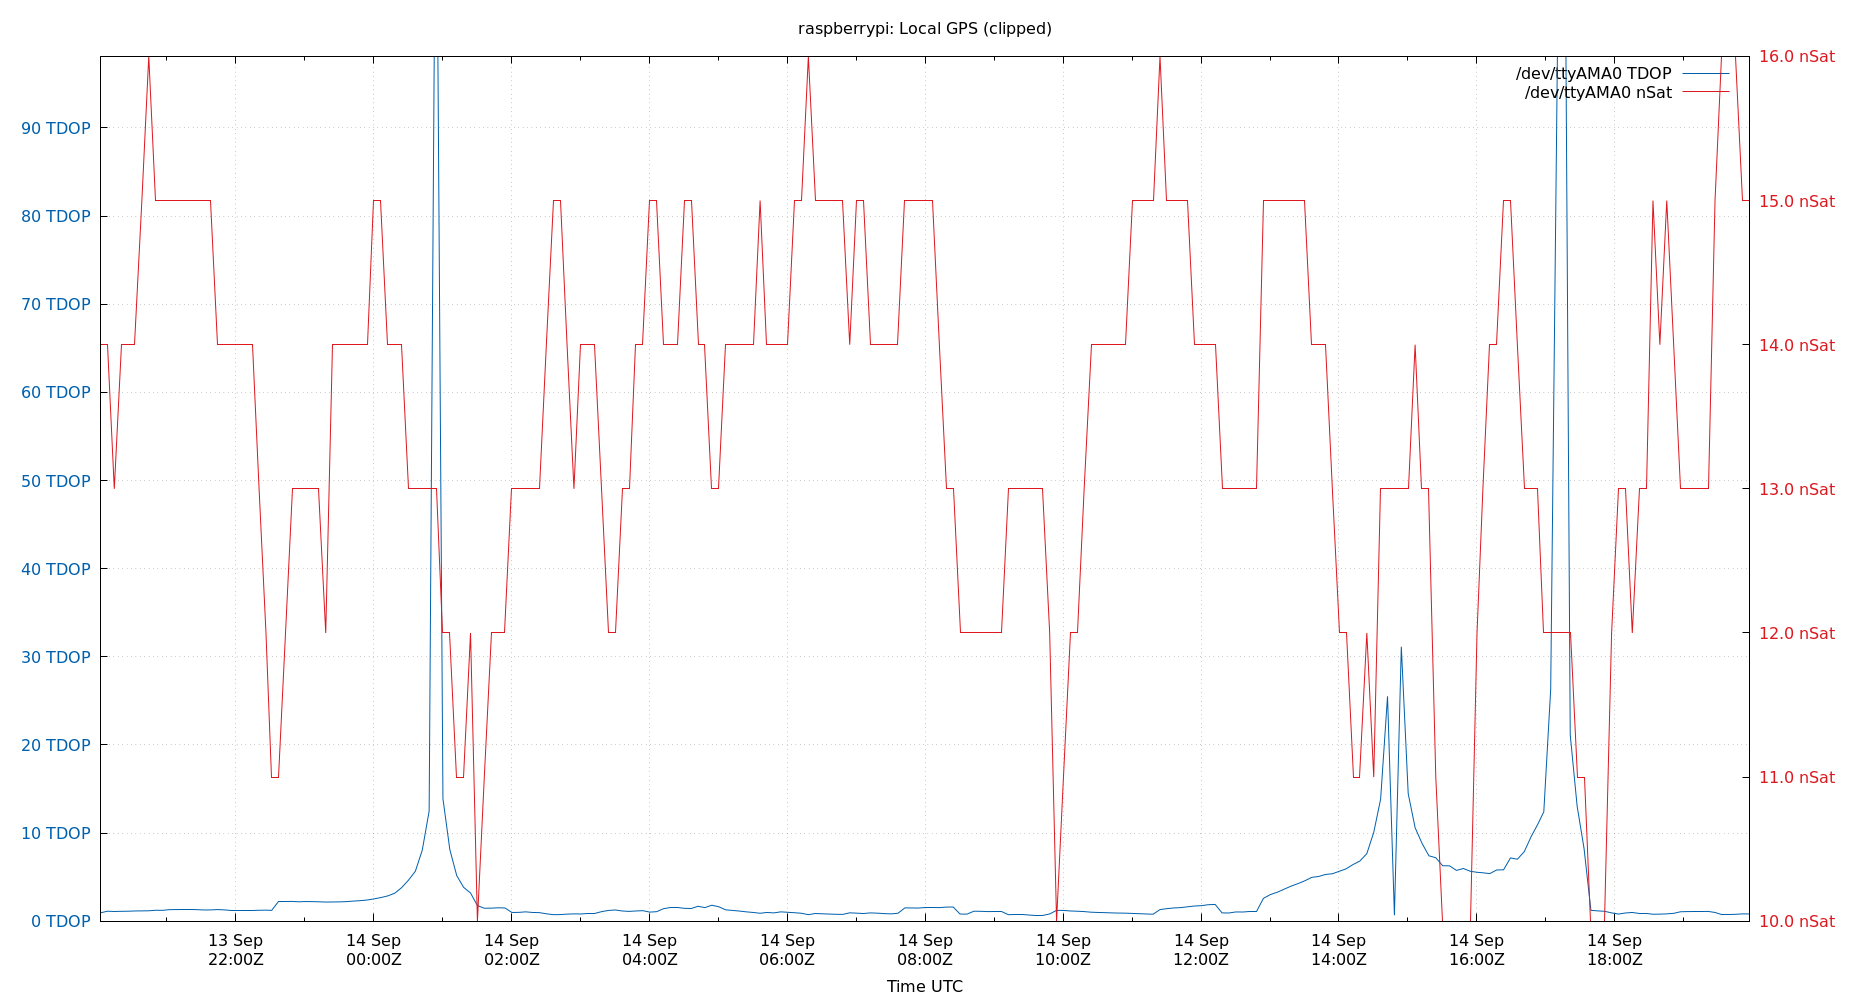 raspberrypi: Local GPS (clipped)
/dev/ttyAMA0 TDOP
/dev/ttyAMA0 nSat
90 TDOP
80 TDOP
70 TDOP
60 TDOP
50 TDOP
40 TDOP
30 TDOP
20 TDOP
10 TDOP
0 TDOP
16.0 nSat
15.0 nSat
14.0 nSat
13.0 nSat
12.0 nSat
11.0 nSat
10.0 nSat
13 Sep
22:00Z
14 Sep
00:00Z
14 Sep
02:00Z
14 Sep
04:00Z
14 Sep
06:00Z
14 Sep
08:00Z
14 Sep
10:00Z
14 Sep
12:00Z
14 Sep
14:00Z
14 Sep
16:00Z
14 Sep
18:00Z
Time UTC